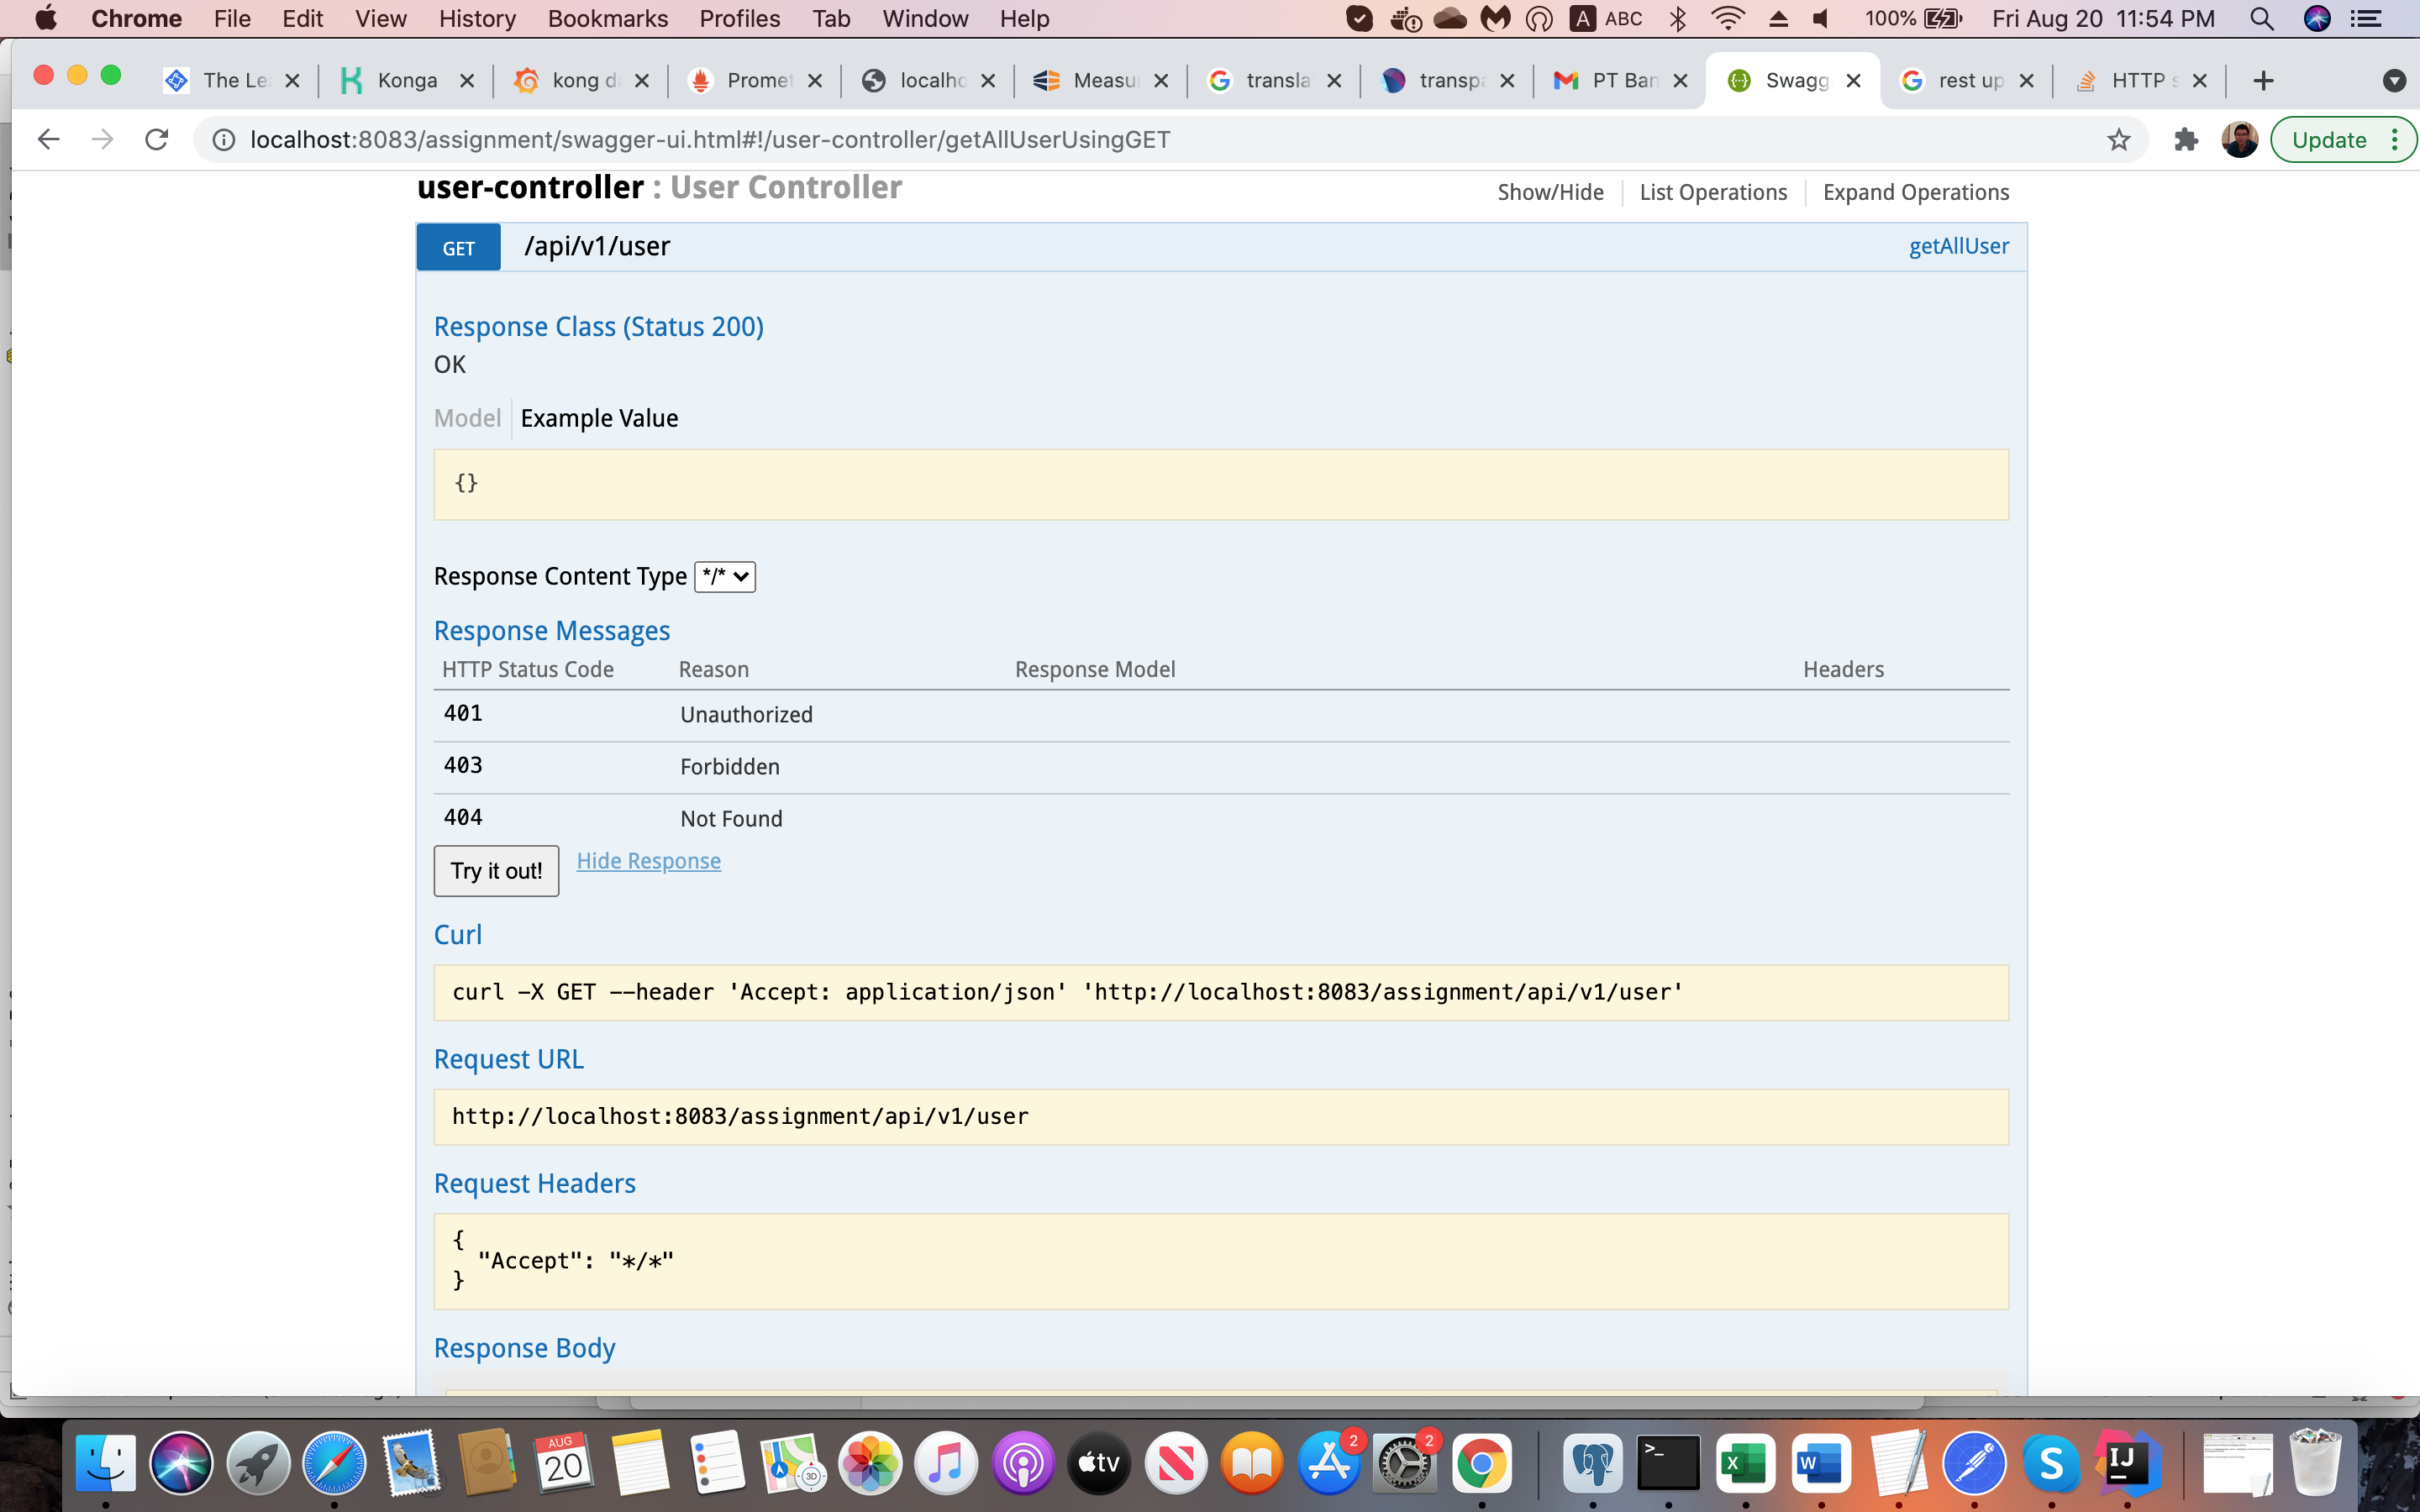 Chrome File Edit View History Bookmarks Profiles Tab Window Help A ABC 100% Fri Aug 20 11:54 PM
The Le Konga kong d Promet localho Measu transla transpa PT Ban Swagg rest up HTTP s
localhost:8083/assignment/swagger-ui.html#!/user-controller/getAllUserUsingGET Update
user-controller : User Controller Show/Hide List Operations Expand Operations
GET /api/v1/user getAllUser
Response Class (Status 200)
OK
Model Example Value
{}
Response Content Type */*
Response Messages
HTTP Status Code Reason Response Model Headers
401 Unauthorized
403 Forbidden
404 Not Found
Try it out! Hide Response
Curl
curl -X GET --header 'Accept: application/json' 'http://localhost:8083/assignment/api/v1/user'
Request URL
http://localhost:8083/assignment/api/v1/user
Request Headers
{
"Accept": "*/*"
}
Response Body
AUG
20
3D
tv
2
2
>_
X
W
S
IJ